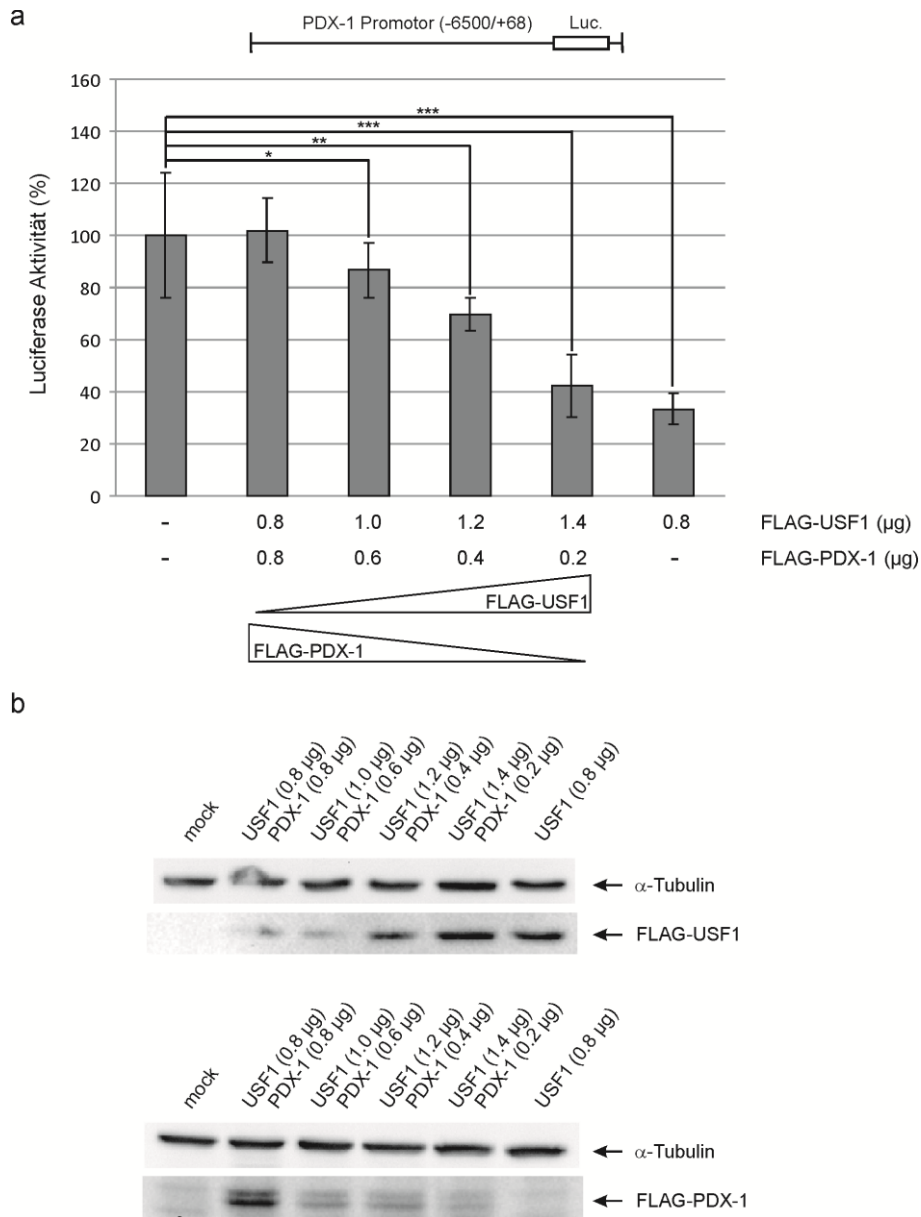 a
PDX-1 Promotor (-6500/+68) Luc.
160
140
120
100
80
60
40
20
0
Luciferase Aktivität (%)
***
***
**
*
- 0.8 1.0 1.2 1.4 0.8 FLAG-USF1 (µg)
- 0.8 0.6 0.4 0.2 - FLAG-PDX-1 (µg)
FLAG-USF1
FLAG-PDX-1
b
mock
USF1 (0.8 µg)
PDX-1 (0.8 µg)
USF1 (1.0 µg)
PDX-1 (0.6 µg)
USF1 (1.2 µg)
PDX-1 (0.4 µg)
USF1 (1.4 µg)
PDX-1 (0.2 µg)
USF1 (0.8 µg)
α-Tubulin
FLAG-USF1
mock
USF1 (0.8 µg)
PDX-1 (0.8 µg)
USF1 (1.0 µg)
PDX-1 (0.6 µg)
USF1 (1.2 µg)
PDX-1 (0.4 µg)
USF1 (1.4 µg)
PDX-1 (0.2 µg)
USF1 (0.8 µg)
α-Tubulin
FLAG-PDX-1